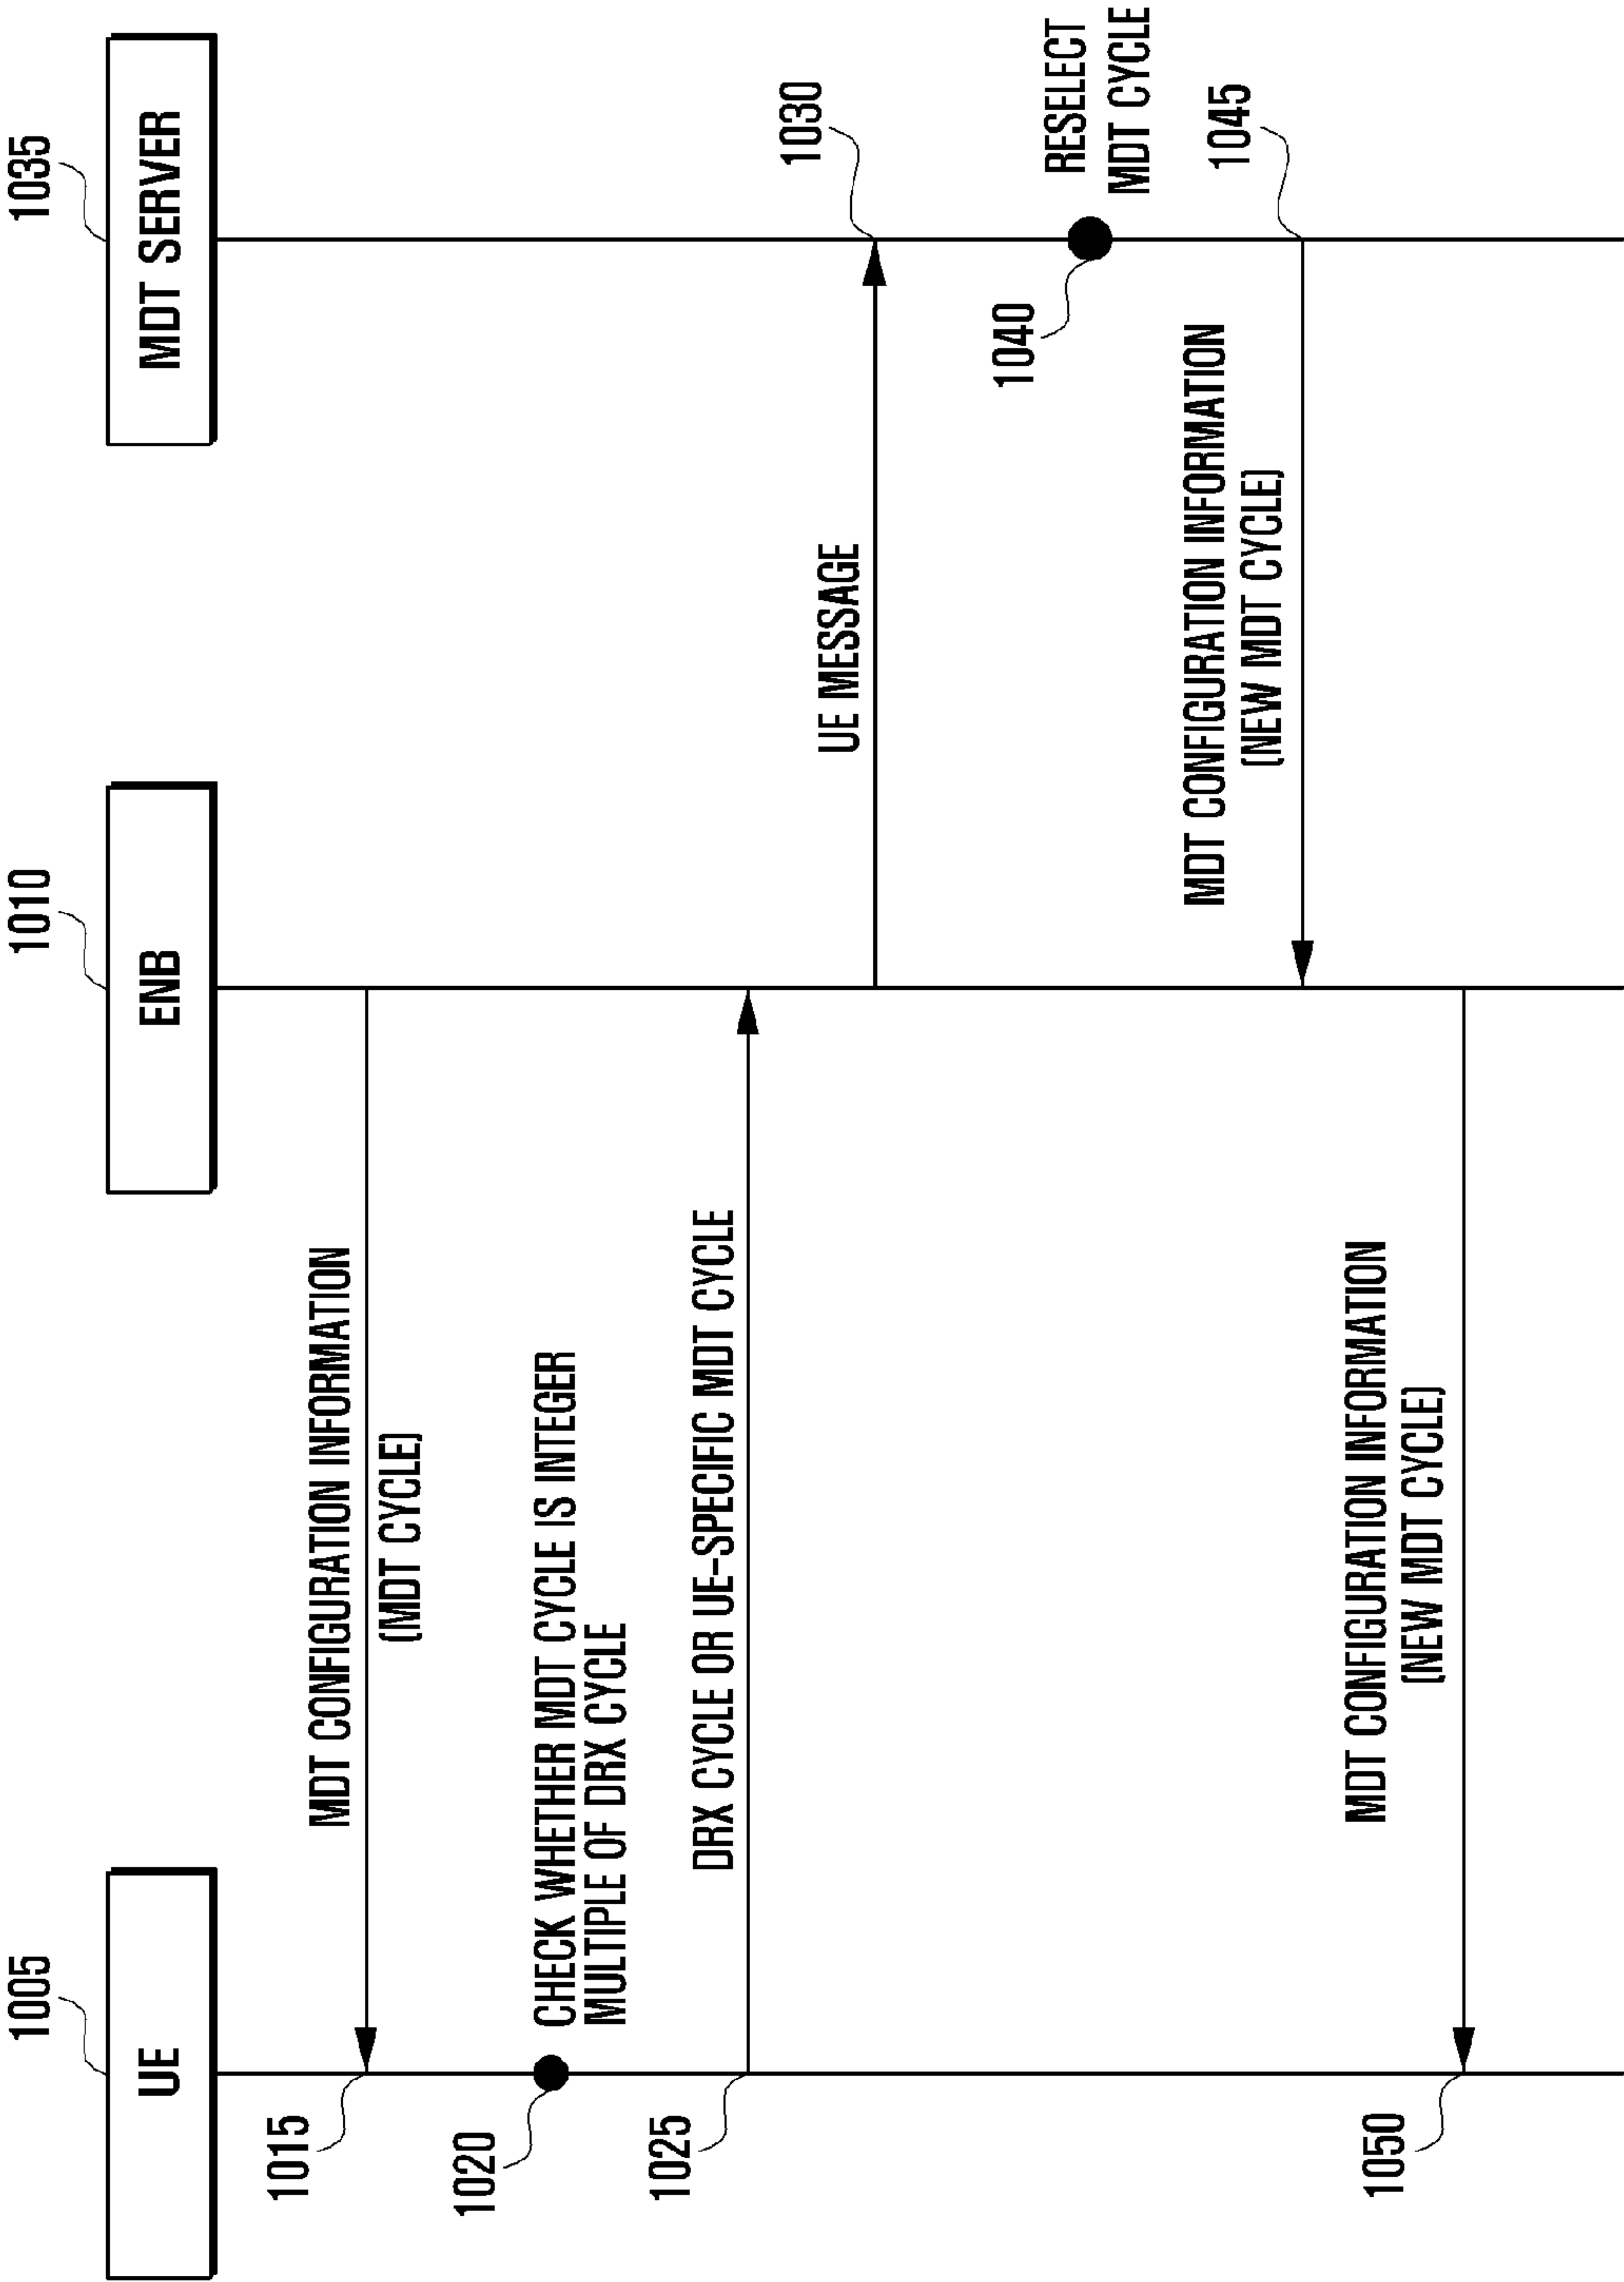 1005
1010
1035
UE
ENB
MDT SERVER
1015
MDT CONFIGURATION INFORMATION
(MDT CYCLE)
1020
CHECK WHETHER MDT CYCLE IS INTEGER
MULTIPLE OF DRX CYCLE
1025
DRX CYCLE OR UE-SPECIFIC MDT CYCLE
UE MESSAGE
1030
1040
RESELECT
MDT CYCLE
MDT CONFIGURATION INFORMATION
(NEW MDT CYCLE)
1045
1050
MDT CONFIGURATION INFORMATION
(NEW MDT CYCLE)